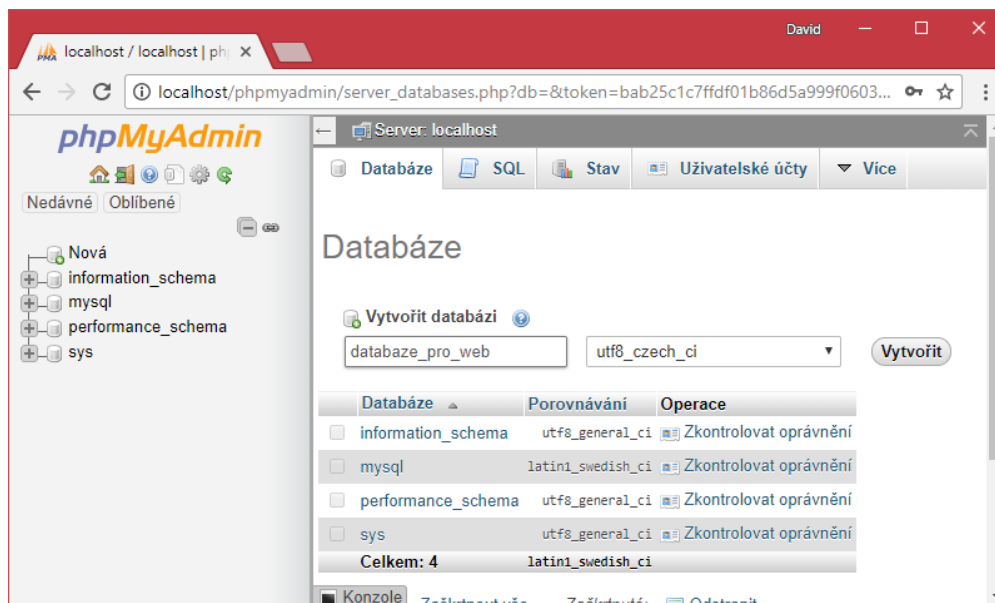 David
localhost / localhost | ph
localhost/phpmyadmin/server_databases.php?db=&token=bab25c1c7ffdf01b86d5a999f0603...
phpMyAdmin
Nedávné Oblíbené
Nová
information_schema
mysql
performance_schema
sys
Server: localhost
Databáze SQL Stav Uživatelské účty Více
Databáze
Vytvořit databázi
databaze_pro_web utf8_czech_ci Vytvořit
Databáze Porovnávání Operace
information_schema utf8_general_ci Zkontrolovat oprávnění
mysql latin1_swedish_ci Zkontrolovat oprávnění
performance_schema utf8_general_ci Zkontrolovat oprávnění
sys utf8_general_ci Zkontrolovat oprávnění
Celkem: 4 latin1_swedish_ci
Konzole